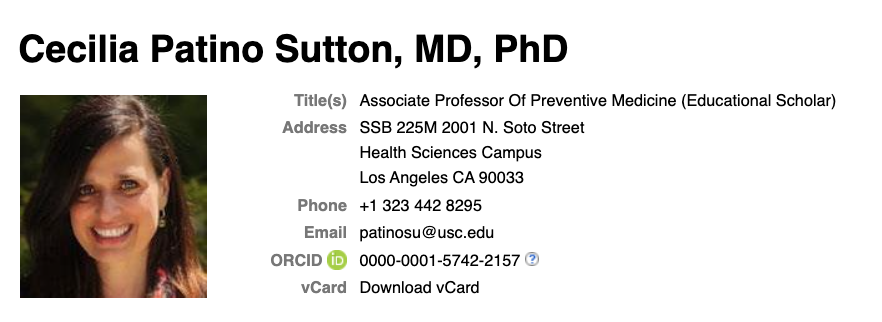 Cecilia Patino Sutton, MD, PhD
Title(s) Associate Professor Of Preventive Medicine (Educational Scholar)
Address SSB 225M 2001 N. Soto Street
Health Sciences Campus
Los Angeles CA 90033
Phone +1 323 442 8295
Email patinosu@usc.edu
ORCID iD 0000-0001-5742-2157 ?
vCard Download vCard